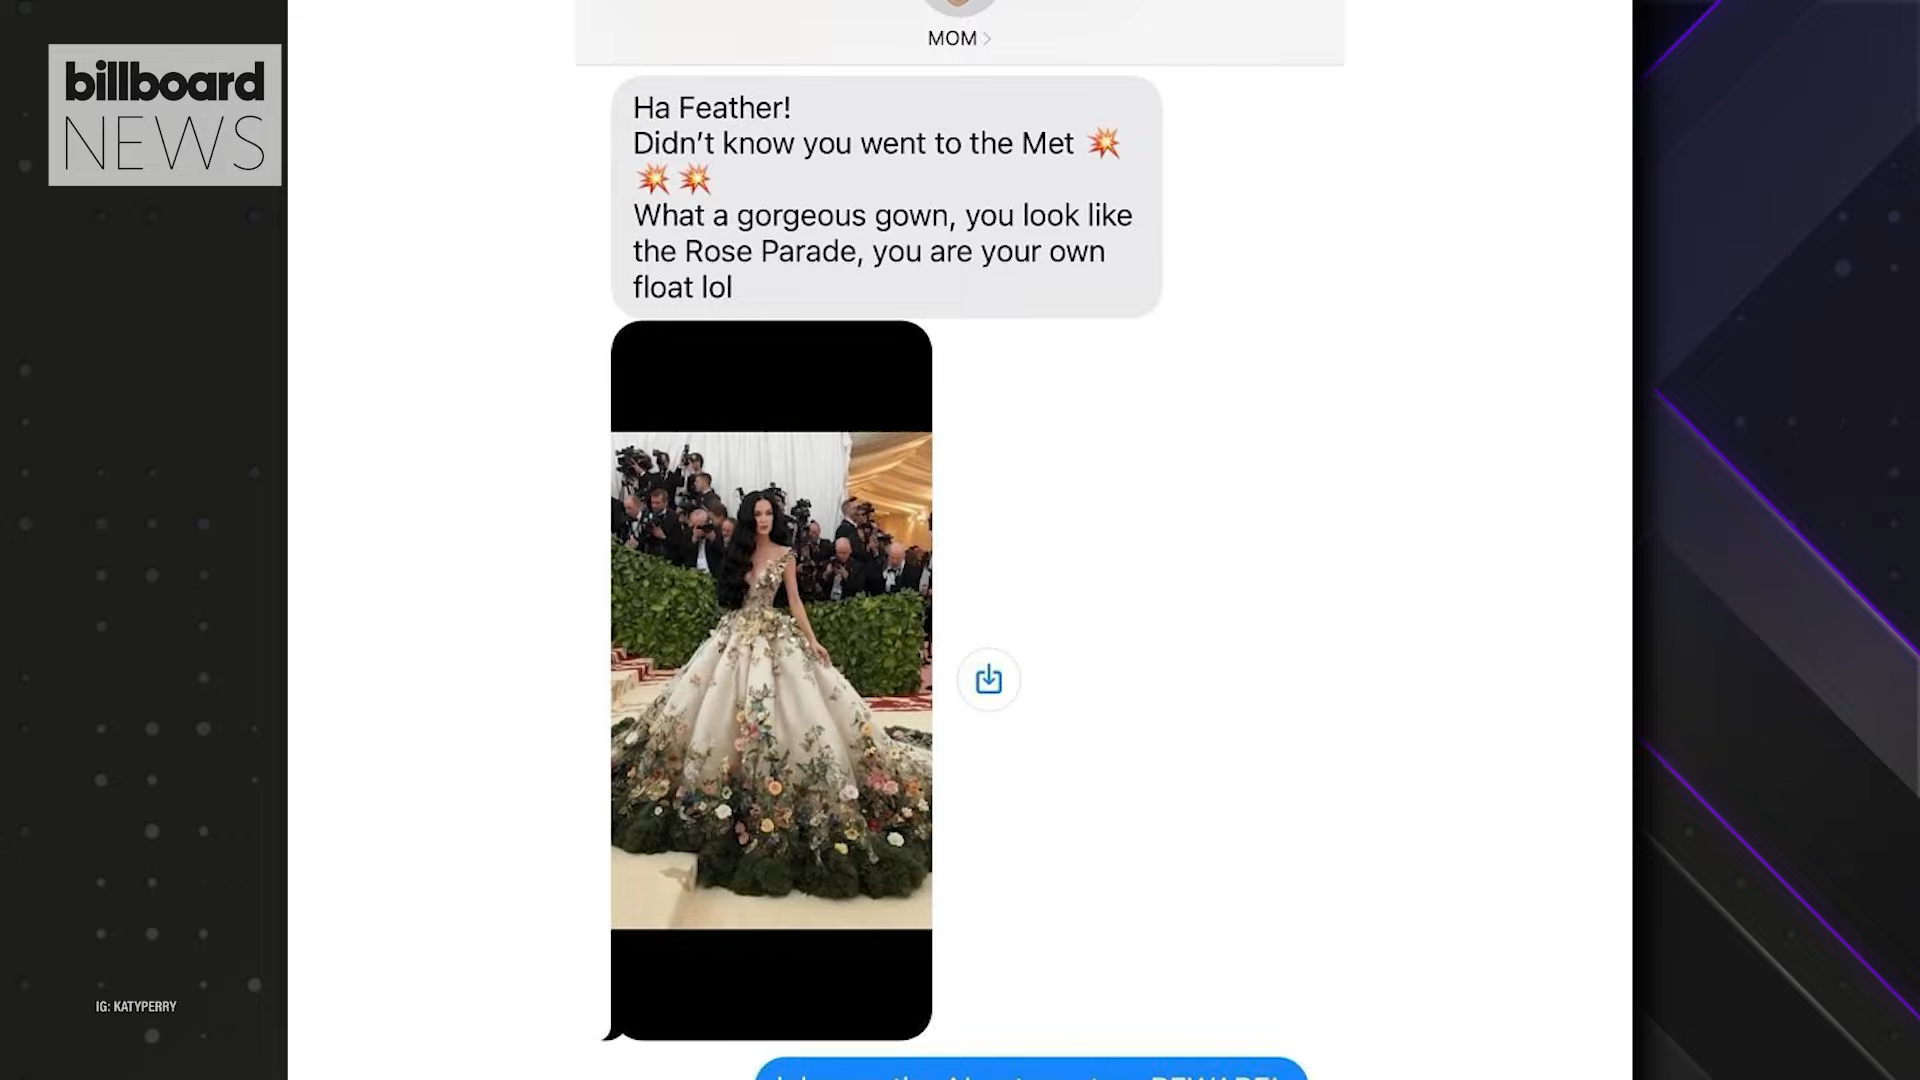 billboard
NEWS
MOM
Ha Feather!
Didn't know you went to the Met 💥
💥 💥
What a gorgeous gown, you look like
the Rose Parade, you are your own
float lol
IG: KATYPERRY